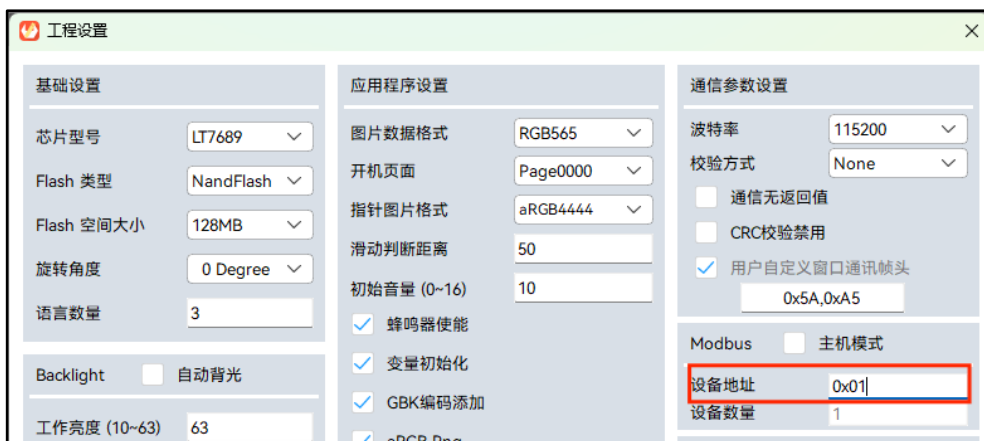 工程设置
基础设置
芯片型号 LT7689
Flash 类型 NandFlash
Flash 空间大小 128MB
旋转角度 0 Degree
语言数量 3
Backlight 自动背光
工作亮度 (10~63) 63
应用程序设置
图片数据格式 RGB565
开机页面 Page0000
指针图片格式 aRGB4444
滑动判断距离 50
初始音量 (0~16) 10
蜂鸣器使能
变量初始化
GBK编码添加
通信参数设置
波特率 115200
校验方式 None
通信无返回值
CRC校验禁用
用户自定义窗口通讯帧头
0x5A,0xA5
Modbus 主机模式
设备地址 0x01
设备数量 1